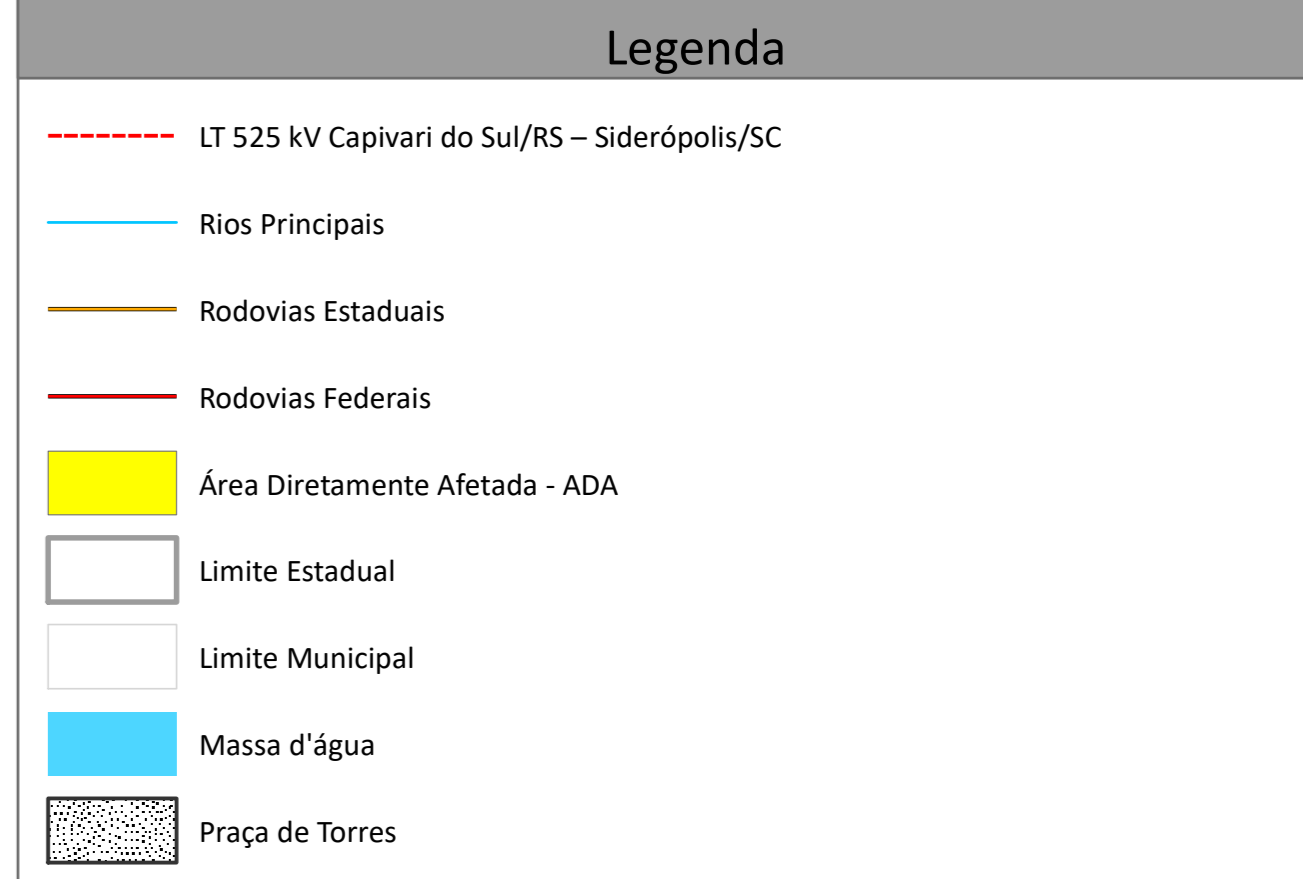 Legenda
LT 525 kV Capivari do Sul/RS – Siderópolis/SC
Rios Principais
Rodovias Estaduais
Rodovias Federais
Área Diretamente Afetada - ADA
Limite Estadual
Limite Municipal
Massa d'água
Praça de Torres